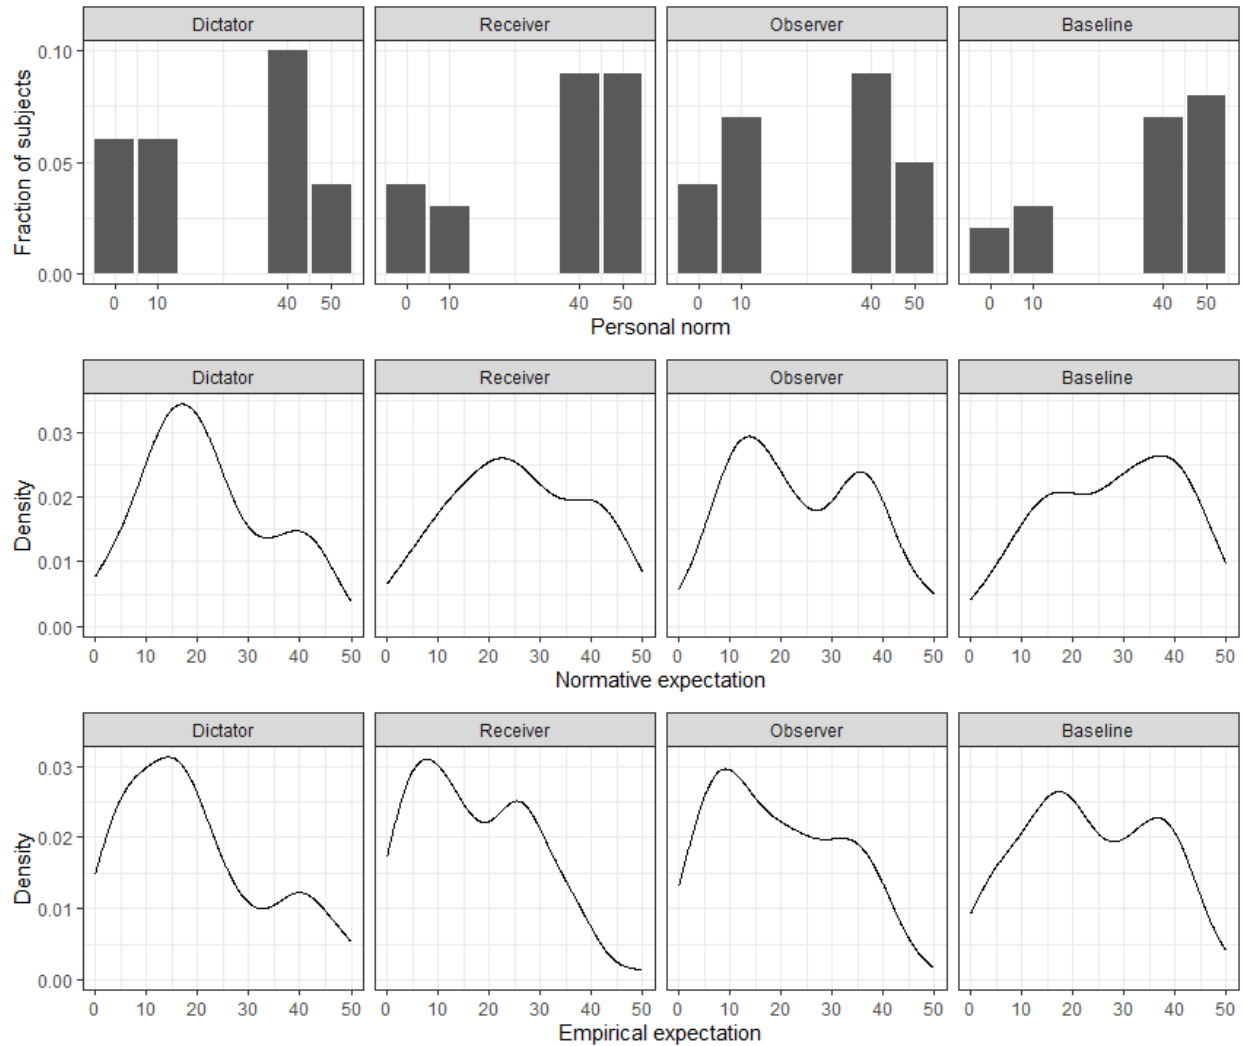 Dictator Receiver Observer Baseline
0.10
0.05
0.00
Fraction of subjects
0 10 40 50 0 10 40 50 0 10 40 50 0 10 40 50
Personal norm
Dictator Receiver Observer Baseline
0.03
0.02
0.01
0.00
Density
0 10 20 30 40 50 0 10 20 30 40 50 0 10 20 30 40 50 0 10 20 30 40 50
Normative expectation
Dictator Receiver Observer Baseline
0.03
0.02
0.01
0.00
Density
0 10 20 30 40 50 0 10 20 30 40 50 0 10 20 30 40 50 0 10 20 30 40 50
Empirical expectation